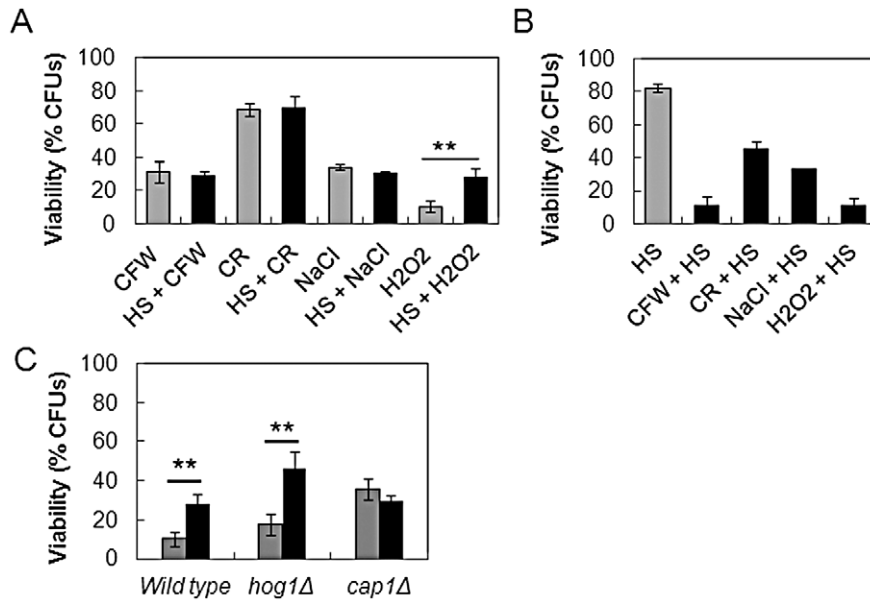 A
Viability (% CFUs)
100
80
60
40
20
0
**
CFW
HS + CFW
CR
HS + CR
NaCl
HS + NaCl
H2O2
HS + H2O2
B
Viability (% CFUs)
100
80
60
40
20
0
HS
CFW + HS
CR + HS
NaCl + HS
H2O2 + HS
C
Viability (% CFUs)
100
80
60
40
20
0
**
**
Wild type
hog1Δ
cap1Δ